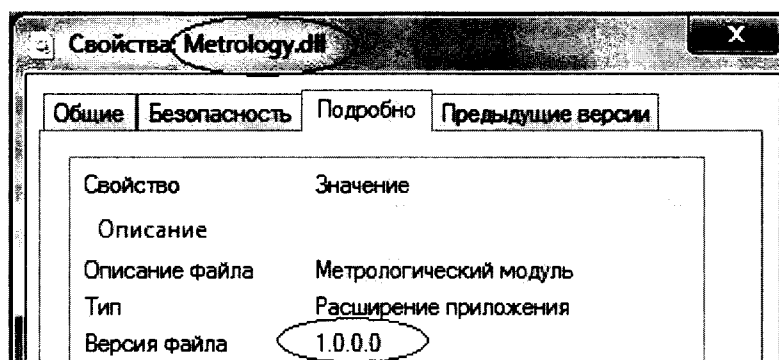 Свойства: Metrology.dll
X
Общие Безопасность Подробно Предыдущие версии
Свойство Значение
Описание
Описание файла Метрологический модуль
Тип Расширение приложения
Версия файла 1.0.0.0